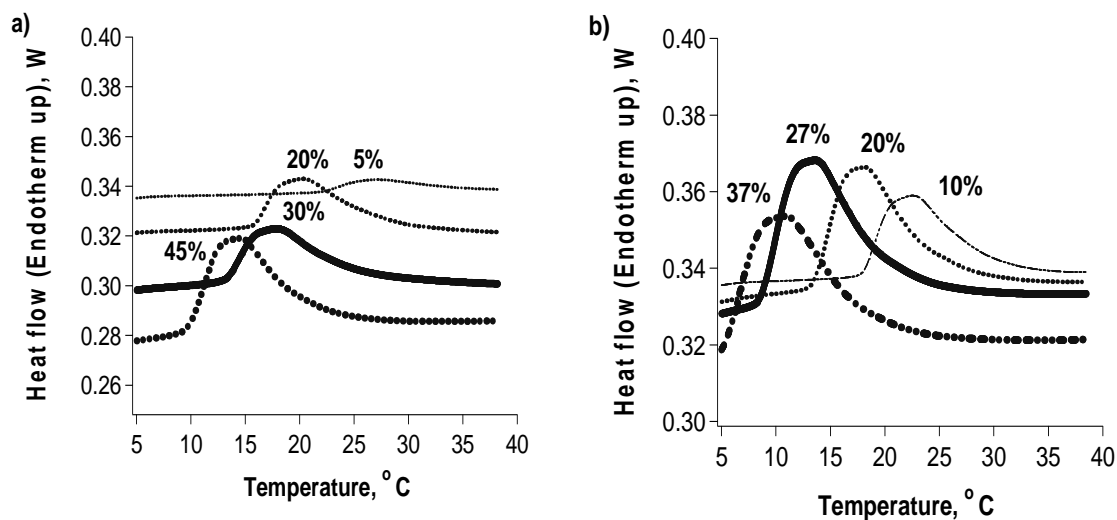 a)
Heat flow (Endotherm up), W
0.40
0.38
0.36
0.34
0.32
0.30
0.28
0.26
20%
5%
30%
45%
5 10 15 20 25 30 35 40
Temperature, °C
b)
Heat flow (Endotherm up), W
0.40
0.38
0.36
0.34
0.32
0.30
27%
20%
10%
37%
5 10 15 20 25 30 35 40
Temperature, °C